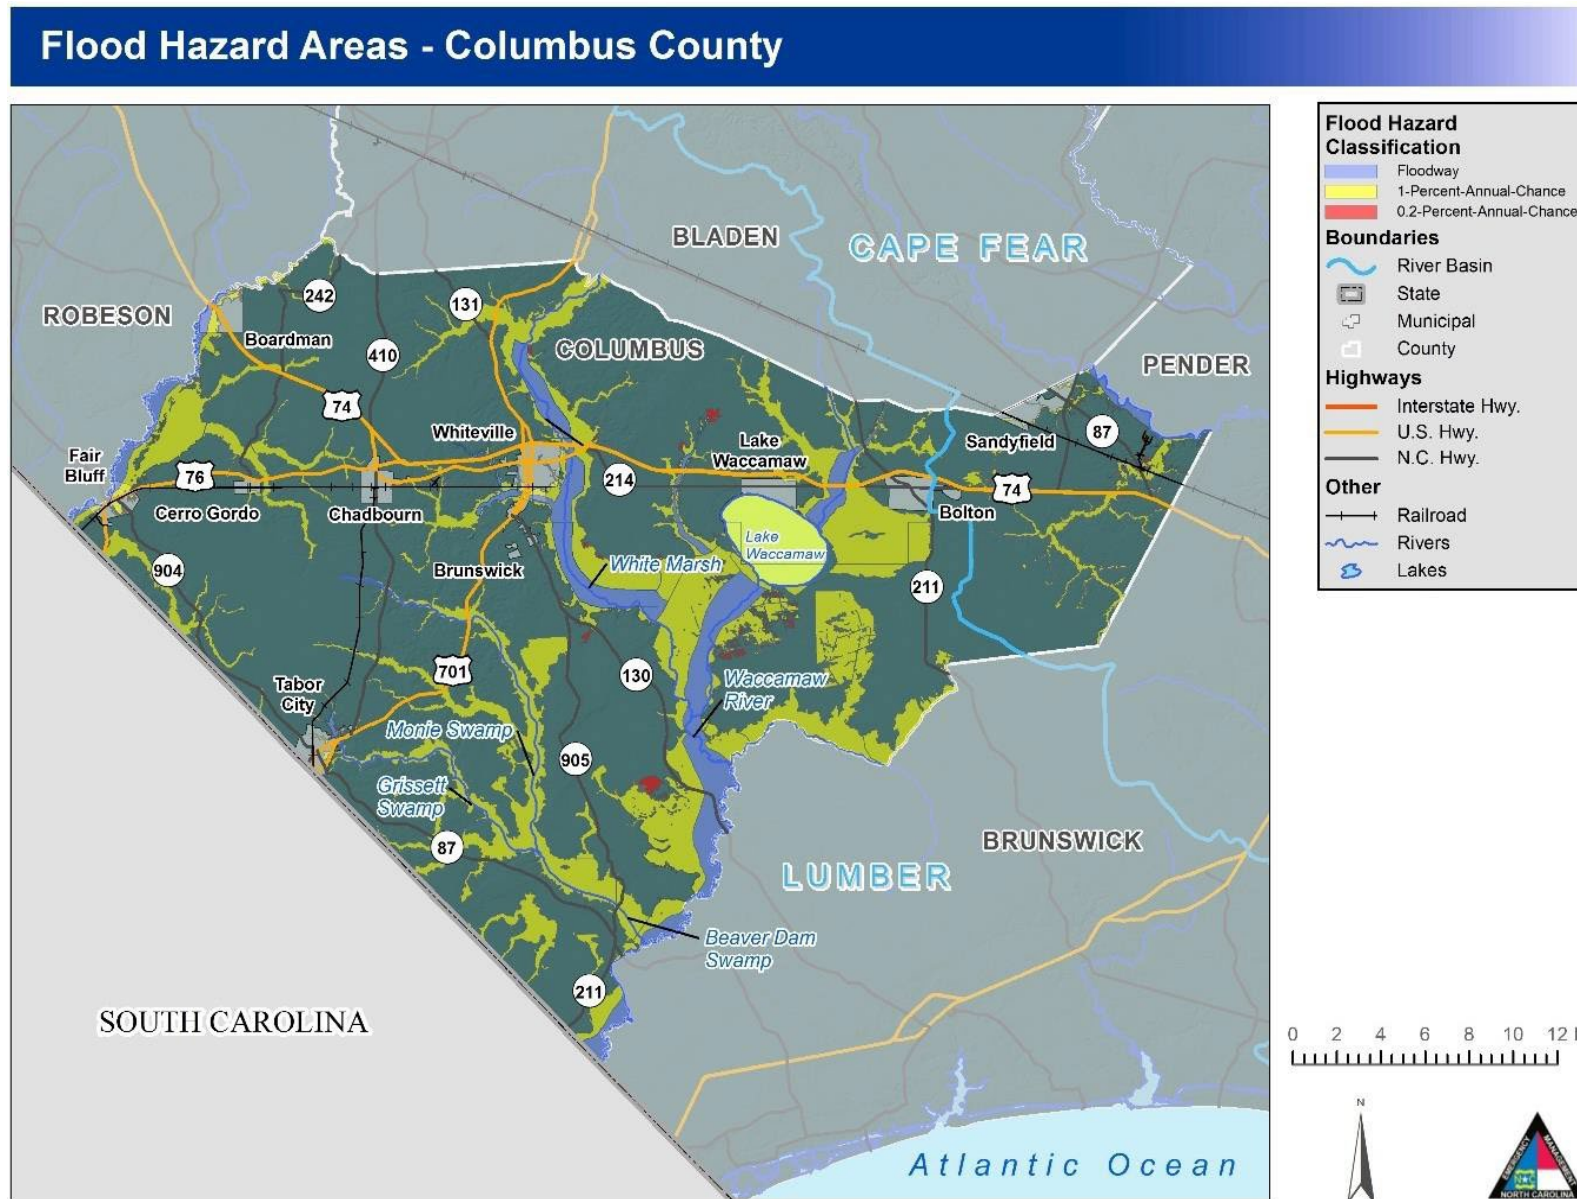 Flood Hazard Areas - Columbus County
BLADEN
CAPE FEAR
ROBESON
242
131
Boardman
410
COLUMBUS
PENDER
74
87
Whiteville
Lake
Waccamaw
Sandyfield
Fair
Bluff
76
214
74
Cerro Gordo
Chadbourn
Bolton
Lake
Waccamaw
904
Brunswick
White Marsh
211
701
130
Tabor
City
Waccamaw
River
Monie Swamp
905
Grissett
Swamp
87
BRUNSWICK
LUMBER
Beaver Dam
Swamp
211
SOUTH CAROLINA
Atlantic Ocean
Flood Hazard
Classification
Floodway
1-Percent-Annual-Chance
0.2-Percent-Annual-Chance
Boundaries
River Basin
State
Municipal
County
Highways
Interstate Hwy.
U.S. Hwy.
N.C. Hwy.
Other
Railroad
Rivers
Lakes
0 2 4 6 8 10 12
N
EMERGENCY
MANAGEMENT
NORTH CAROLINA